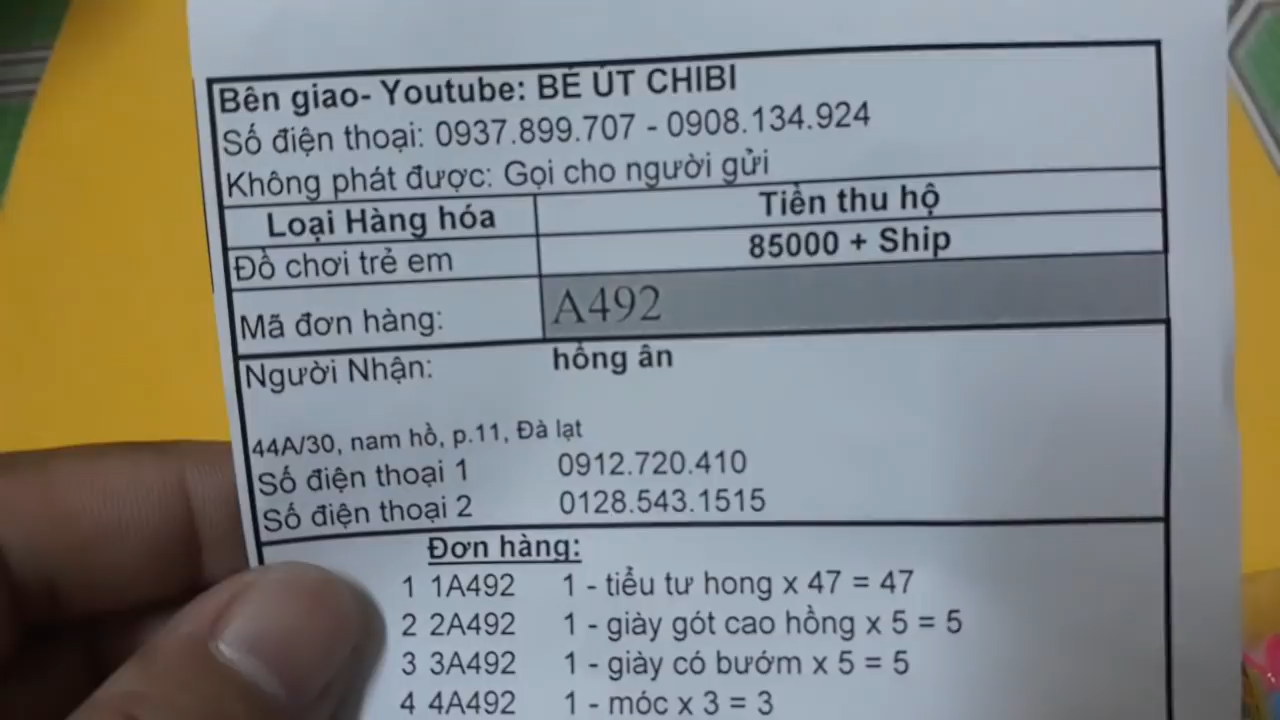 Bên giao- Youtube: BÉ ÚT CHIBI
Số điện thoại: 0937.899.707 - 0908.134.924
Không phát được: Gọi cho người gửi
Loại Hàng hóa Tiền thu hộ
Đồ chơi trẻ em 85000 + Ship
Mã đơn hàng: A492
Người Nhận: hồng ân
44A/30, nam hồ, p.11, Đà lạt
Số điện thoại 1 0912.720.410
Số điện thoại 2 0128.543.1515
Đơn hàng:
1 1A492 1 - tiểu tư hong x 47 = 47
2 2A492 1 - giày gót cao hồng x 5 = 5
3 3A492 1 - giày có bướm x 5 = 5
4 4A492 1 - móc x 3 = 3